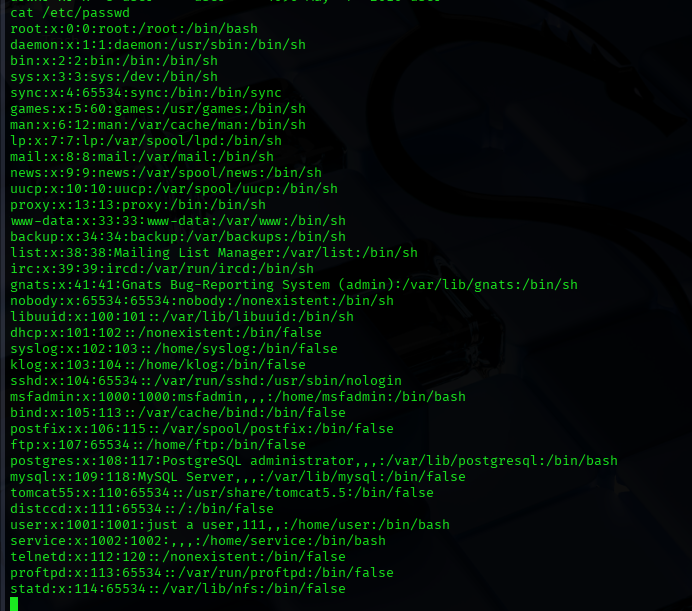 cat /etc/passwd
root:x:0:0:root:/root:/bin/bash
daemon:x:1:1:daemon:/usr/sbin:/bin/sh
bin:x:2:2:bin:/bin:/bin/sh
sys:x:3:3:sys:/dev:/bin/sh
sync:x:4:65534:sync:/bin:/bin/sync
games:x:5:60:games:/usr/games:/bin/sh
man:x:6:12:man:/var/cache/man:/bin/sh
lp:x:7:7:lp:/var/spool/lpd:/bin/sh
mail:x:8:8:mail:/var/mail:/bin/sh
news:x:9:9:news:/var/spool/news:/bin/sh
uucp:x:10:10:uucp:/var/spool/uucp:/bin/sh
proxy:x:13:13:proxy:/bin:/bin/sh
www-data:x:33:33:www-data:/var/www:/bin/sh
backup:x:34:34:backup:/var/backups:/bin/sh
list:x:38:38:Mailing List Manager:/var/list:/bin/sh
irc:x:39:39:ircd:/var/run/ircd:/bin/sh
gnats:x:41:41:Gnats Bug-Reporting System (admin):/var/lib/gnats:/bin/sh
nobody:x:65534:65534:nobody:/nonexistent:/bin/sh
libuuid:x:100:101::/var/lib/libuuid:/bin/sh
dhcp:x:101:102::/nonexistent:/bin/false
syslog:x:102:103::/home/syslog:/bin/false
klog:x:103:104::/home/klog:/bin/false
sshd:x:104:65534::/var/run/sshd:/usr/sbin/nologin
msfadmin:x:1000:1000:msfadmin,,,:/home/msfadmin:/bin/bash
bind:x:105:113::/var/cache/bind:/bin/false
postfix:x:106:115::/var/spool/postfix:/bin/false
ftp:x:107:65534::/home/ftp:/bin/false
postgres:x:108:117:PostgreSQL administrator,,,:/var/lib/postgresql:/bin/bash
mysql:x:109:118:MySQL Server,,,:/var/lib/mysql:/bin/false
tomcat55:x:110:65534::/usr/share/tomcat5.5:/bin/false
distccd:x:111:65534::/:/bin/false
user:x:1001:1001:just a user,111,,:/home/user:/bin/bash
service:x:1002:1002:,,,:/home/service:/bin/bash
telnetd:x:112:120::/nonexistent:/bin/false
proftpd:x:113:65534::/var/run/proftpd:/bin/false
statd:x:114:65534::/var/lib/nfs:/bin/false